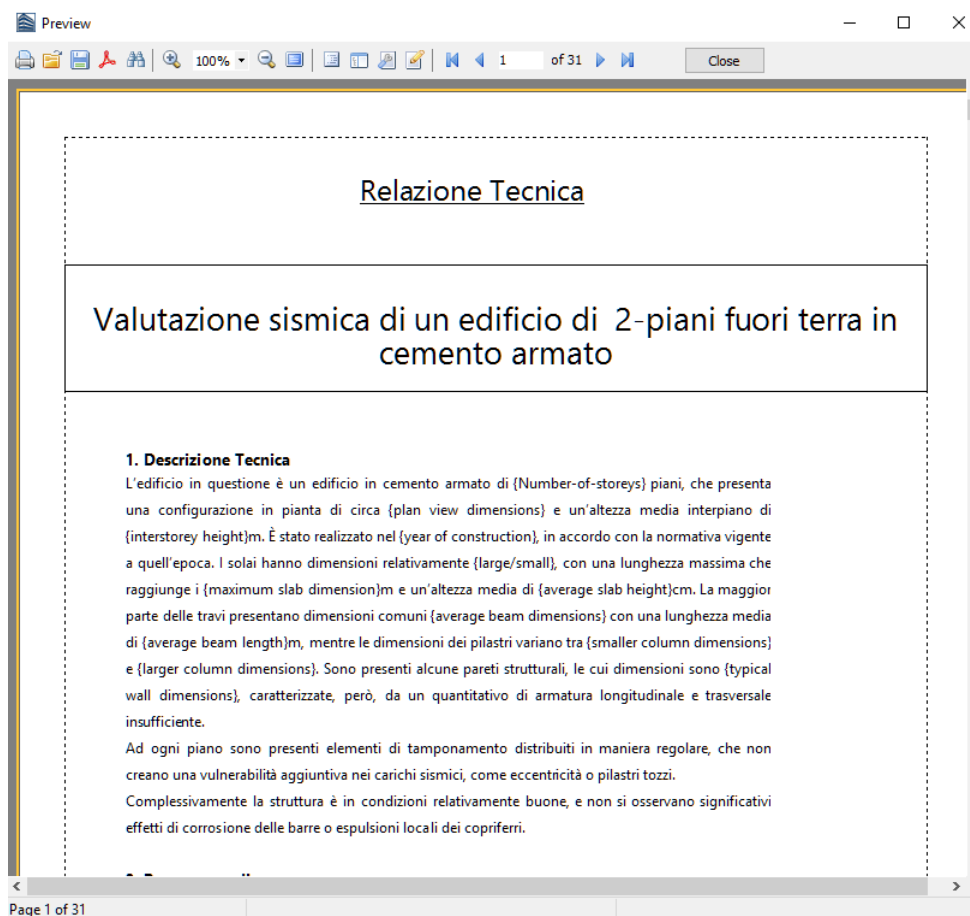 Preview
100%
1
of 31
Close
Relazione Tecnica
Valutazione sismica di un edificio di  2-piani fuori terra in
cemento armato
1. Descrizione Tecnica
L'edificio in questione è un edificio in cemento armato di {Number-of-storeys} piani, che presenta
una configurazione in pianta di circa {plan view dimensions} e un'altezza media interpiano di
{interstorey height}m. È stato realizzato nel {year of construction}, in accordo con la normativa vigente
a quell'epoca. I solai hanno dimensioni relativamente {large/small}, con una lunghezza massima che
raggiunge i {maximum slab dimension}m e un'altezza media di {average slab height}cm. La maggior
parte delle travi presentano dimensioni comuni {average beam dimensions} con una lunghezza media
di {average beam length}m, mentre le dimensioni dei pilastri variano tra {smaller column dimensions}
e {larger column dimensions}. Sono presenti alcune pareti strutturali, le cui dimensioni sono {typical
wall dimensions}, caratterizzate, però, da un quantitativo di armatura longitudinale e trasversale
insufficiente.
Ad ogni piano sono presenti elementi di tamponamento distribuiti in maniera regolare, che non
creano una vulnerabilità aggiuntiva nei carichi sismici, come eccentricità o pilastri tozzi.
Complessivamente la struttura è in condizioni relativamente buone, e non si osservano significativi
effetti di corrosione delle barre o espulsioni locali dei copriferri.
Page 1 of 31